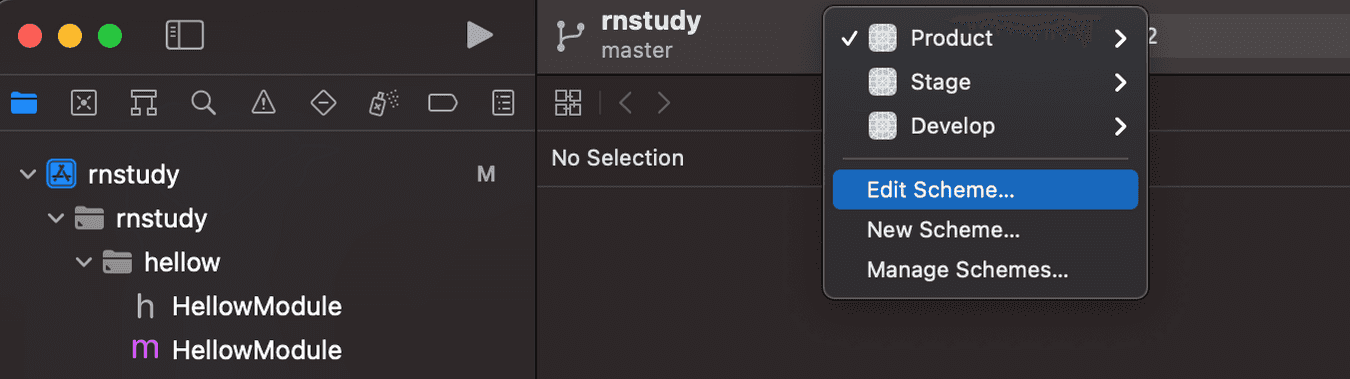 rnstudy
master
Product
Stage
Develop
Edit Scheme...
New Scheme...
Manage Schemes...
2
No Selection
rnstudy
M
rnstudy
hellow
h HellowModule
m HellowModule